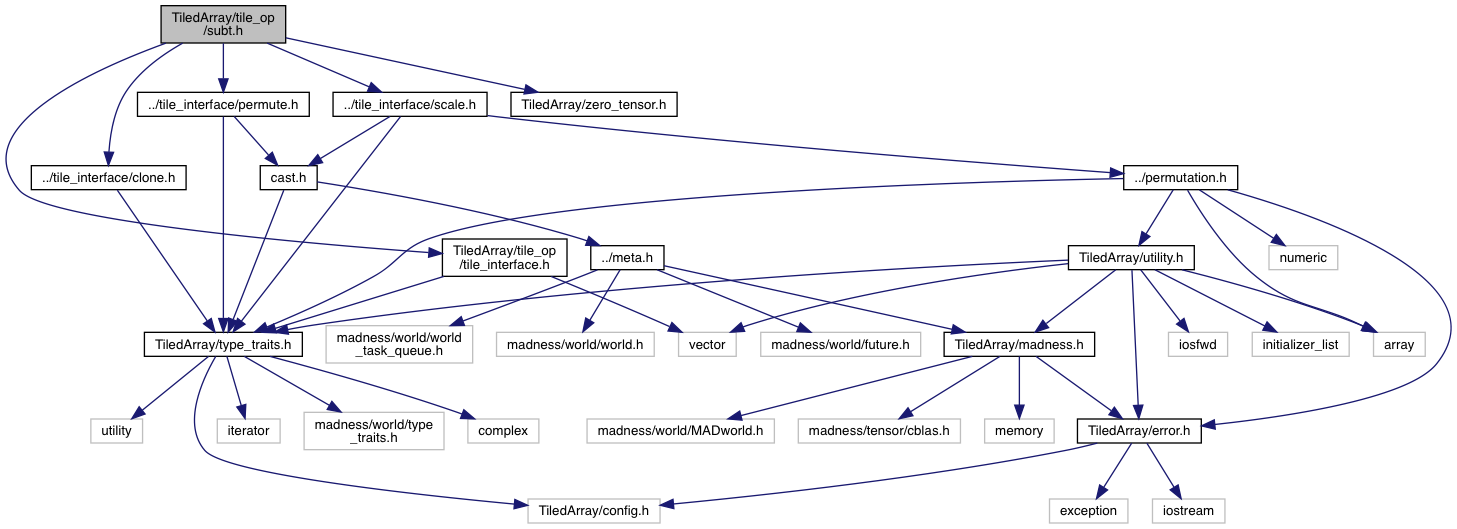 TiledArray/tile_op
/subt.h
../tile_interface/permute.h
../tile_interface/scale.h
TiledArray/zero_tensor.h
../tile_interface/clone.h
cast.h
../permutation.h
TiledArray/tile_op
/tile_interface.h
../meta.h
TiledArray/utility.h
numeric
TiledArray/type_traits.h
madness/world/world
_task_queue.h
madness/world/world.h
vector
madness/world/future.h
TiledArray/madness.h
iosfwd
initializer_list
array
utility
iterator
madness/world/type
_traits.h
complex
madness/world/MADworld.h
madness/tensor/cblas.h
memory
TiledArray/error.h
TiledArray/config.h
exception
iostream